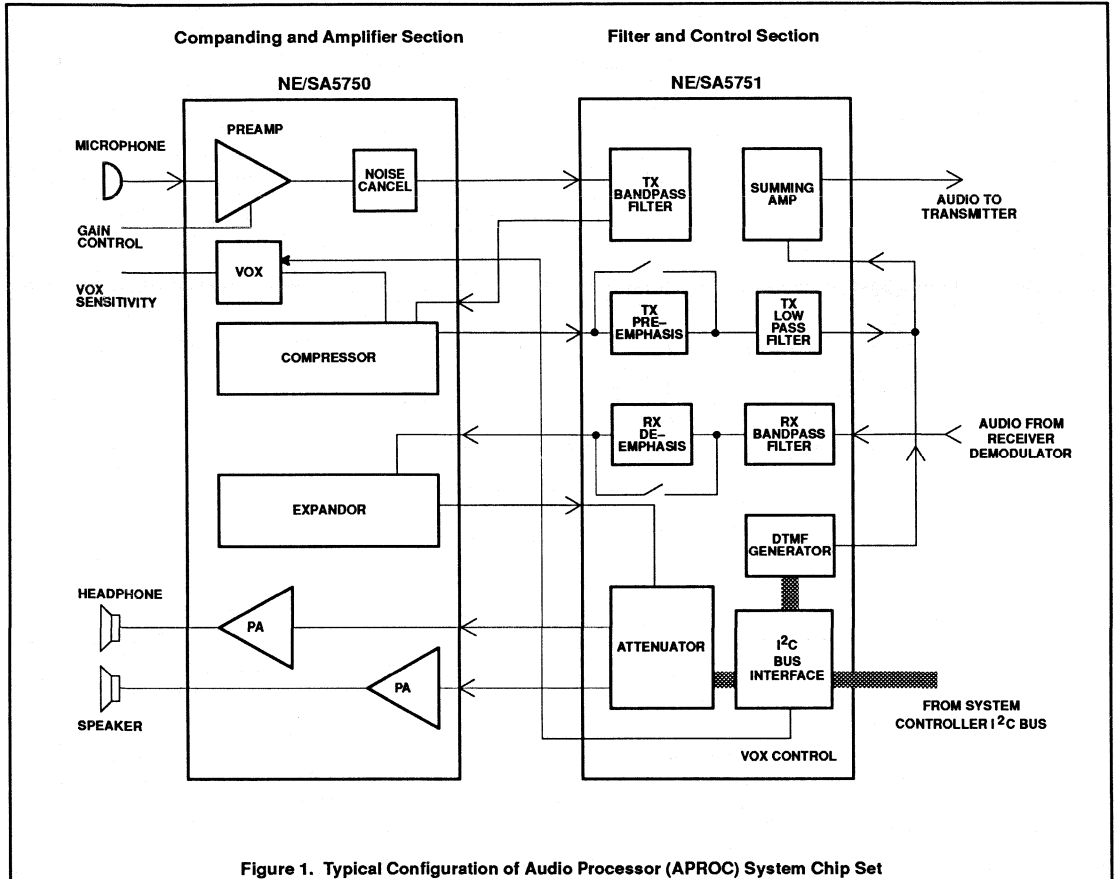 Companding and Amplifier Section
Filter and Control Section
NE/SA5750
NE/SA5751
PREAMP
MICROPHONE
NOISE
CANCEL
TX
BANDPASS
FILTER
SUMMING
AMP
AUDIO TO
TRANSMITTER
GAIN
CONTROL
VOX
VOX
SENSITIVITY
TX
PRE–
EMPHASIS
TX
LOW
PASS
FILTER
COMPRESSOR
RX
DE–
EMPHASIS
RX
BANDPASS
FILTER
AUDIO FROM
RECEIVER
DEMODULATOR
EXPANDOR
DTMF
GENERATOR
HEADPHONE
PA
ATTENUATOR
I²C
BUS
INTERFACE
PA
SPEAKER
FROM SYSTEM
CONTROLLER I²C BUS
VOX CONTROL
Figure 1. Typical Configuration of Audio Processor (APROC) System Chip Set